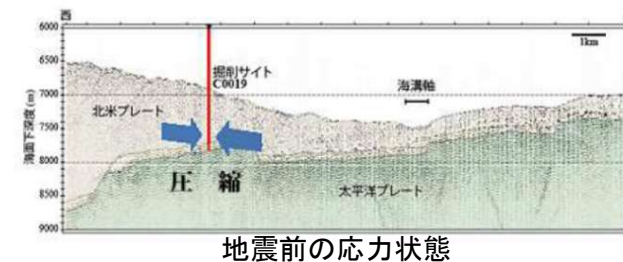 西
6000
1km
6500
掘削サイト
C0019
海溝軸
7000
北米プレート
海面下深度(m)
7500
8000
圧縮
太平洋プレート
8500
9000
地震前の応力状態